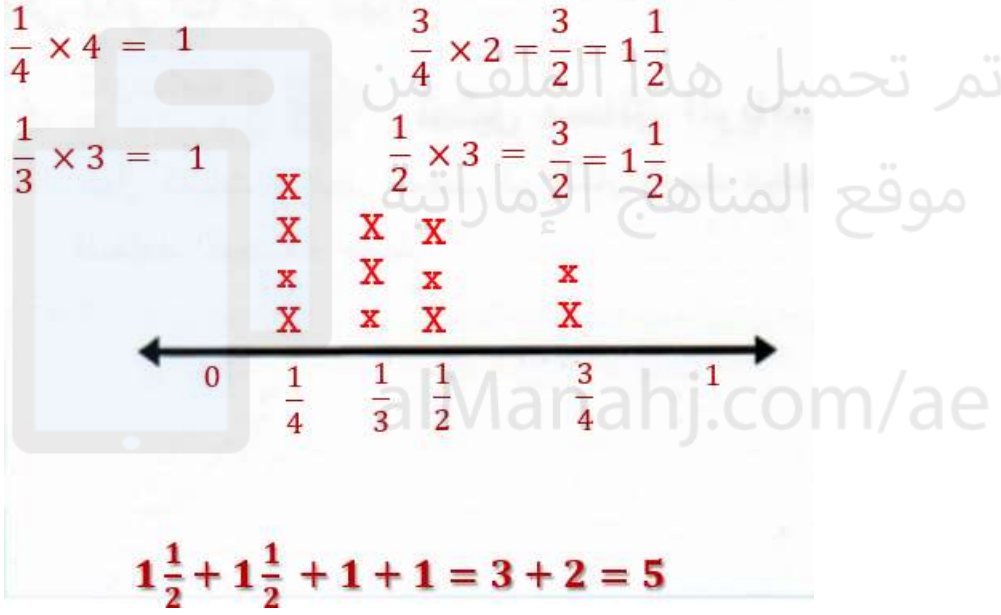 1/4 × 4 = 1
3/4 × 2 = 3/2 = 1 1/2
تم تحميل هذا الملف من
1/3 × 3 = 1
1/2 × 3 = 3/2 = 1 1/2
موقع المناهج الإماراتية
X
X X X
x X x x
X x X X
0 1/4 1/3 1/2 3/4 1
alManahj.com/ae
1 1/2 + 1 1/2 + 1 + 1 = 3 + 2 = 5